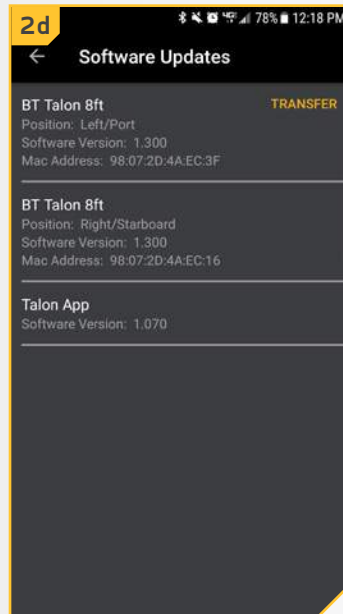 2d
78% 12:18 PM
Software Updates
BT Talon 8ft TRANSFER
Position: Left/Port
Software Version: 1.300
Mac Address: 98:07:2D:4A:EC:3F
BT Talon 8ft
Position: Right/Starboard
Software Version: 1.300
Mac Address: 98:07:2D:4A:EC:16
Talon App
Software Version: 1.070